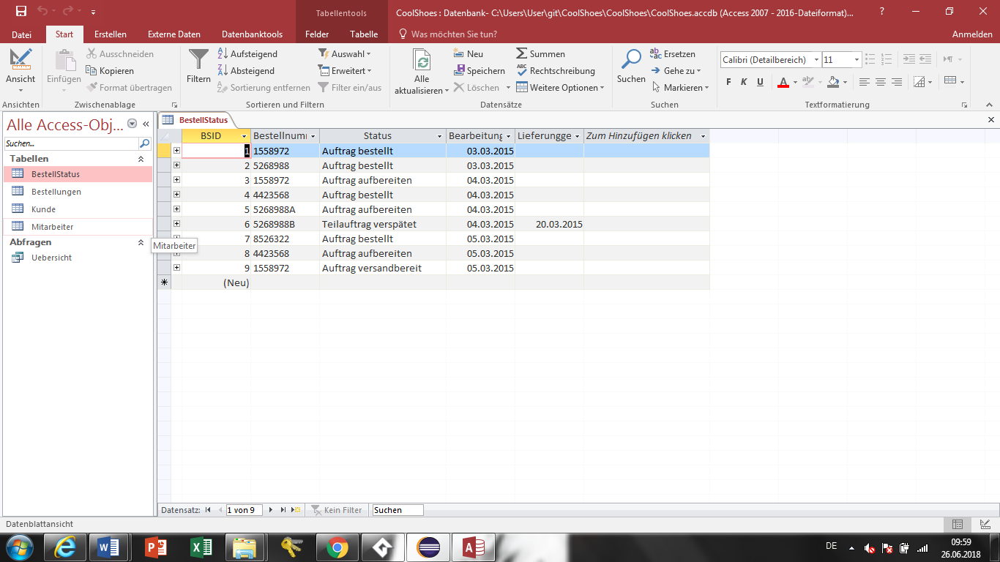 Tabellentools
CoolShoes : Datenbank- C:\Users\User\git\CoolShoes\CoolShoes\CoolShoes.accdb (Access 2007 - 2016-Dateiformat)...
Datei Start Erstellen Externe Daten Datenbanktools Felder Tabelle Was möchten Sie tun? Anmelden
Ansicht
Ansichten
Einfügen
Ausschneiden
Kopieren
Format übertragen
Zwischenablage
Filtern
Aufsteigend
Absteigend
Sortierung entfernen
Auswahl
Erweitert
Filter ein/aus
Sortieren und Filtern
Alle
aktualisieren
Neu
Speichern
Löschen
Summen
Rechtschreibung
Weitere Optionen
Datensätze
Suchen
Ersetzen
Gehe zu
Markieren
Suchen
Calibri (Detailbereich) 11
F K U A
Textformatierung
Alle Access-Obj...
Suchen...
Tabellen
BestellStatus
Bestellungen
Kunde
Mitarbeiter
Abfragen
Uebersicht
Mitarbeiter
BestellStatus
BSID Bestellnum Status Bearbeitung Lieferungge Zum Hinzufügen klicken
1 1558972 Auftrag bestellt 03.03.2015
2 5268988 Auftrag bestellt 03.03.2015
3 1558972 Auftrag aufbereiten 04.03.2015
4 4423568 Auftrag bestellt 04.03.2015
5 5268988A Auftrag aufbereiten 04.03.2015
6 5268988B Teilauftrag verspätet 04.03.2015 20.03.2015
7 8526322 Auftrag bestellt 05.03.2015
8 4423568 Auftrag aufbereiten 05.03.2015
9 1558972 Auftrag versandbereit 05.03.2015
(Neu)
Datensatz: 1 von 9 Kein Filter Suchen
Datenblattansicht
DE 09:59
26.06.2018